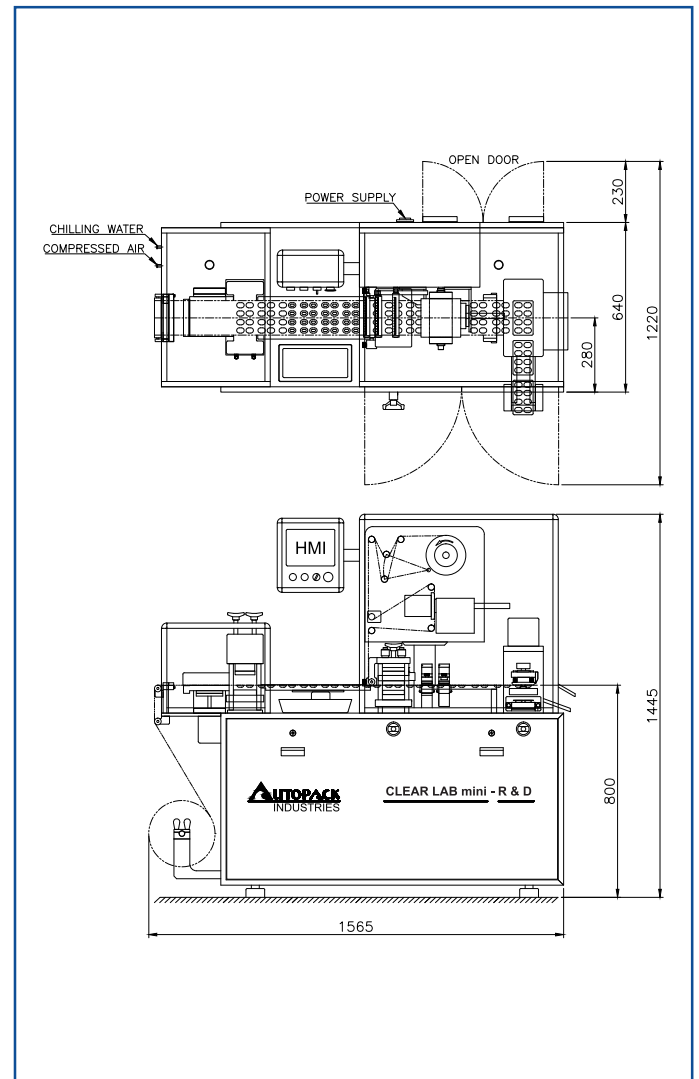 OPEN DOOR
POWER SUPPLY
CHILLING WATER
COMPRESSED AIR
230
640
280
1220
HMI
1445
800
AUTOPACK
INDUSTRIES
CLEAR LAB mini - R & D
1565